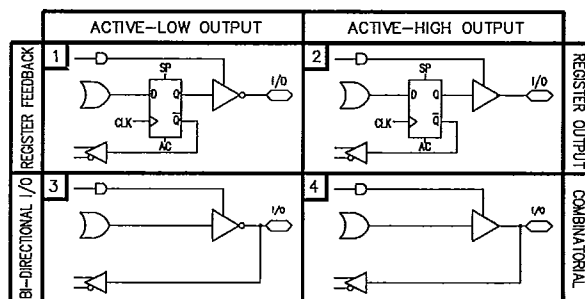 ACTIVE-LOW OUTPUT
ACTIVE-HIGH OUTPUT
REGISTER FEEDBACK
1
SP
D Q
I/O
CLK
Q
AC
2
SP
D Q
I/O
CLK
Q
AC
REGISTER OUTPUT
BI-DIRECTIONAL I/O
3
I/O
4
I/O
COMBINATORIAL